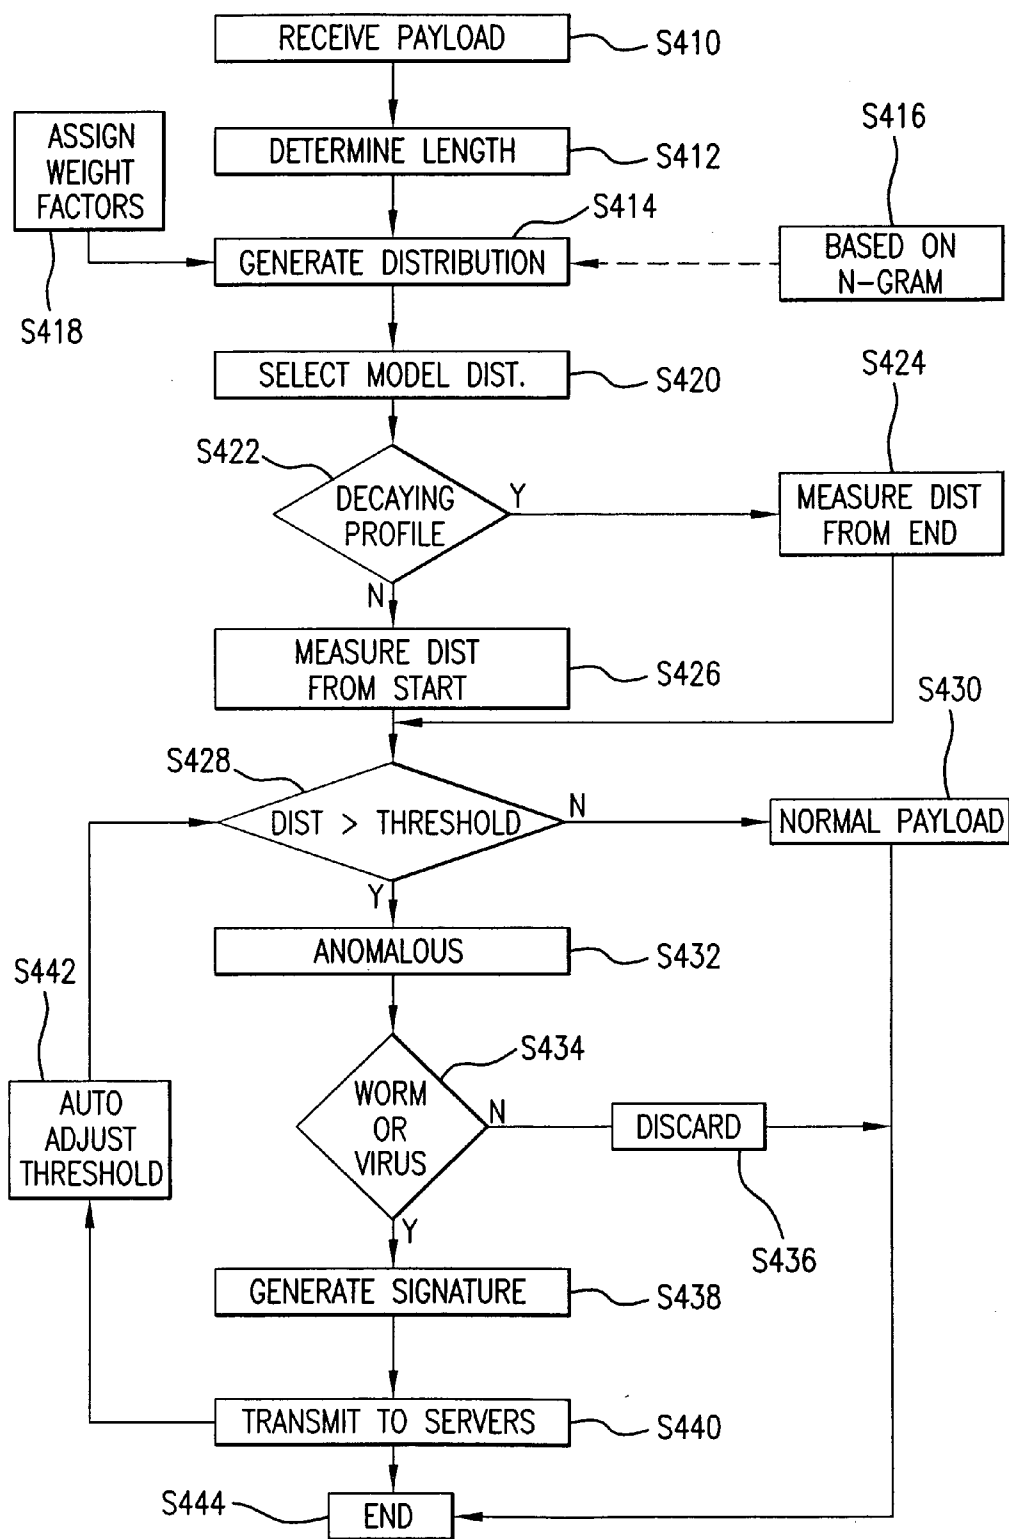 RECEIVE PAYLOAD
S410
ASSIGN
WEIGHT
FACTORS
S418
DETERMINE LENGTH
S412
S416
S414
GENERATE DISTRIBUTION
BASED ON
N-GRAM
SELECT MODEL DIST.
S420
S424
S422
DECAYING
PROFILE
Y
N
MEASURE DIST
FROM END
MEASURE DIST
FROM START
S426
S430
S428
DIST > THRESHOLD
N
Y
NORMAL PAYLOAD
ANOMALOUS
S432
S442
AUTO
ADJUST
THRESHOLD
S434
WORM
OR
VIRUS
N
Y
DISCARD
S436
GENERATE SIGNATURE
S438
TRANSMIT TO SERVERS
S440
S444
END